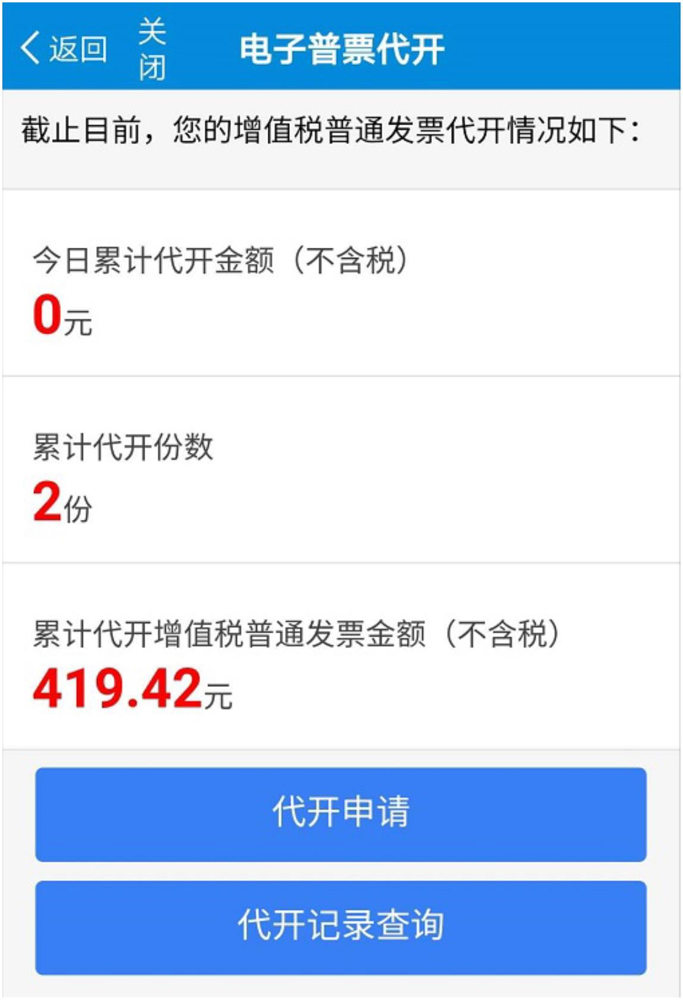 返回
关闭
电子普票代开
截止目前，您的增值税普通发票代开情况如下：
今日累计代开金额（不含税）
0元
累计代开份数
2份
累计代开增值税普通发票金额（不含税）
419.42元
代开申请
代开记录查询